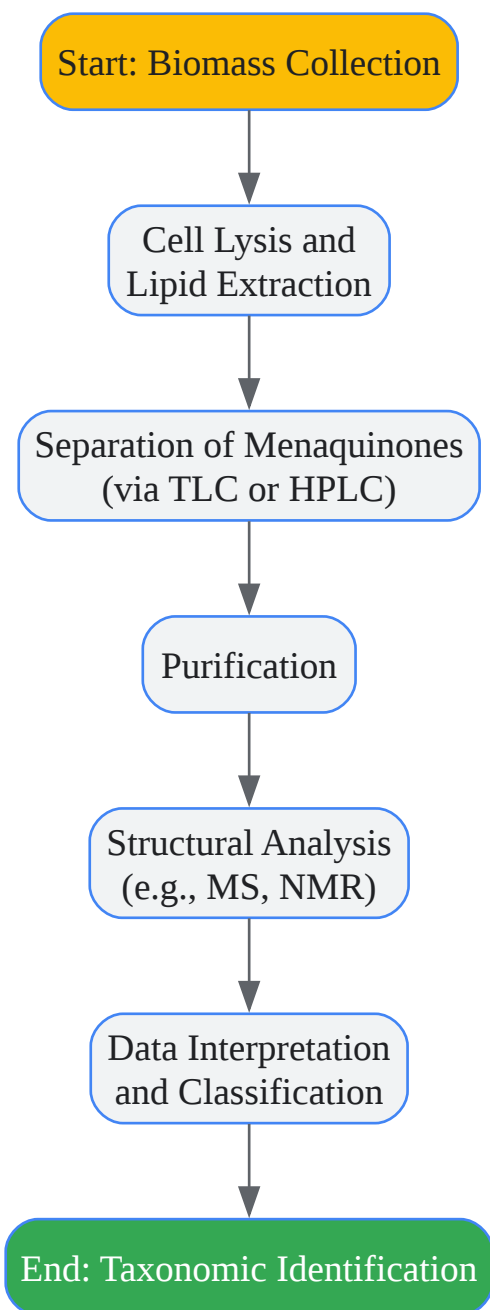 Start: Biomass Collection
Cell Lysis and
Lipid Extraction
Separation of Menaquinones
(via TLC or HPLC)
Purification
Structural Analysis
(e.g., MS, NMR)
Data Interpretation
and Classification
End: Taxonomic Identification